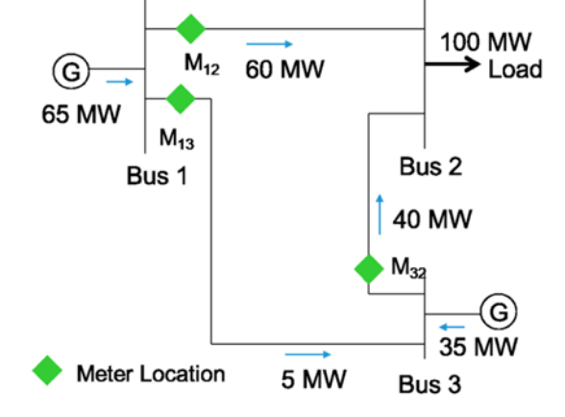 100 MW
Load
G
M12
60 MW
65 MW
M13
Bus 1
Bus 2
40 MW
M32
G
35 MW
Meter Location
5 MW
Bus 3